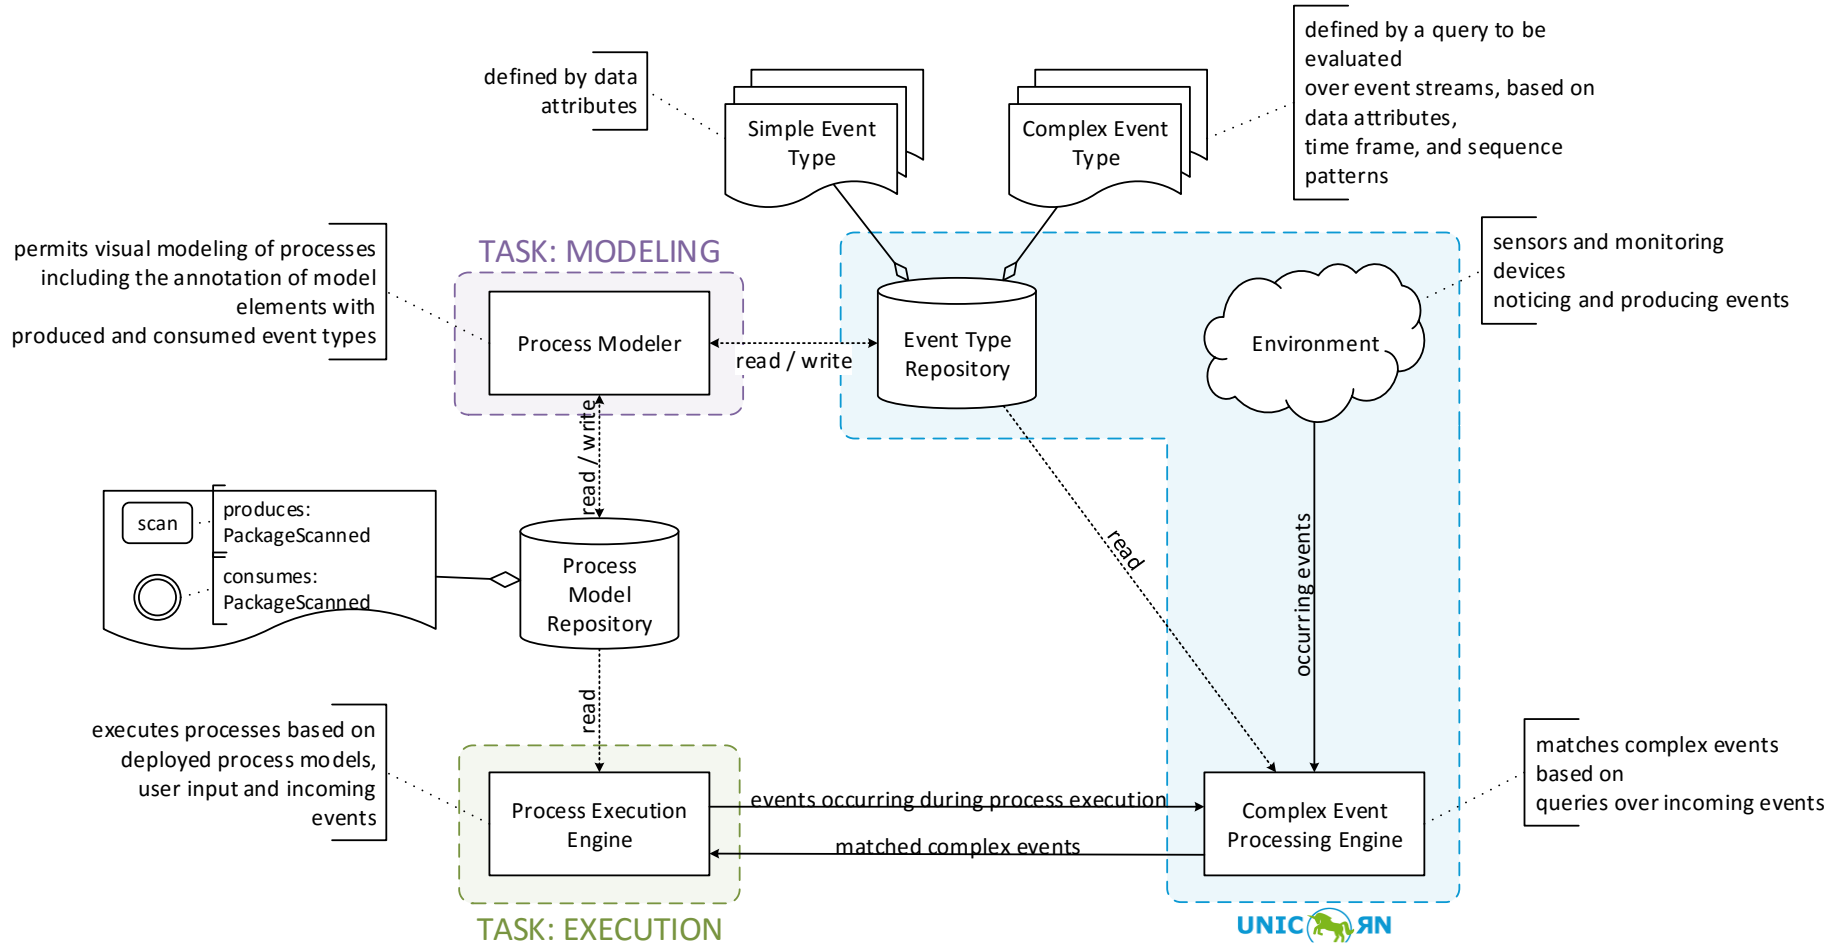 defined by data
attributes
Simple Event
Type
Complex Event
Type
defined by a query to be
evaluated
over event streams, based on
data attributes,
time frame, and sequence
patterns
permits visual modeling of processes
including the annotation of model
elements with
produced and consumed event types
TASK: MODELING
Process Modeler
read / write
Event Type
Repository
Environment
sensors and monitoring
devices
noticing and producing events
read / write
scan
produces:
PackageScanned
consumes:
PackageScanned
Process
Model
Repository
read
occurring events
read
executes processes based on
deployed process models,
user input and incoming
events
Process Execution
Engine
events occurring during process execution
matched complex events
Complex Event
Processing Engine
matches complex events
based on
queries over incoming events
TASK: EXECUTION
UNICORN